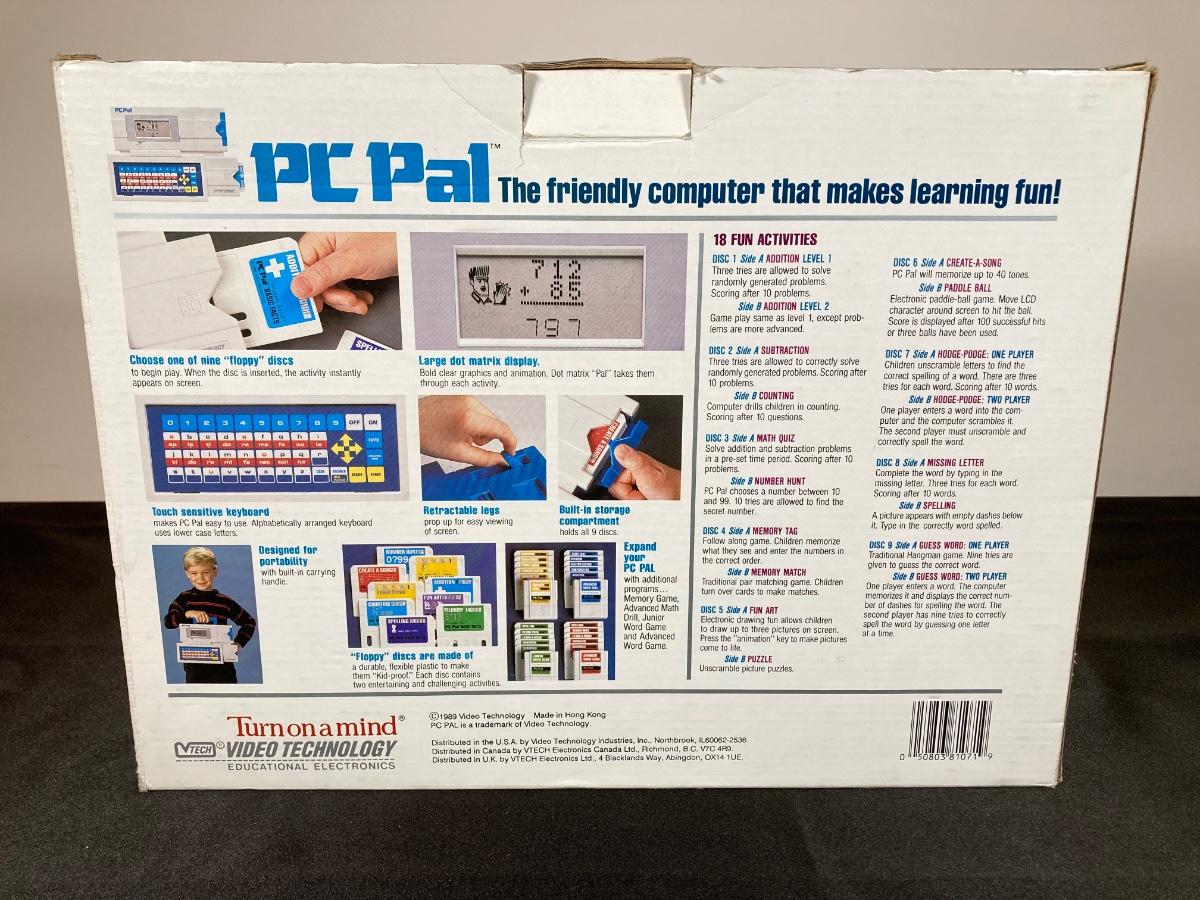 PC Pal
PC Pal™ The friendly computer that makes learning fun!
Choose one of nine "floppy" discs
to begin play. When the disc is inserted, the activity instantly
appears on screen.
712
+ 85
797
Large dot matrix display.
Bold clear graphics and animation. Dot matrix "Pal" takes them
through each activity.
0 1 2 3 4 5 6 7 8 9 OFF ON
a b c d e f g h i
j k l m n o p q r
s t u v w x y z
Touch sensitive keyboard
makes PC Pal easy to use. Alphabetically arranged keyboard
uses lower case letters.
Retractable legs
prop up for easy viewing
of screen.
Built-in storage
compartment
holds all 9 discs.
Designed for
portability
with built-in carrying
handle.
"Floppy" discs are made of
a durable, flexible plastic to make
them "Kid-proof." Each disc contains
two entertaining and challenging activities.
Expand
your
PC PAL
with additional
programs...
Memory Game,
Advanced Math
Drill, Junior
Word Game
and Advanced
Word Game.
18 FUN ACTIVITIES
DISC 1 Side A ADDITION LEVEL 1
Three tries are allowed to solve
randomly generated problems.
Scoring after 10 problems.
Side B ADDITION LEVEL 2
Game play same as level 1, except prob-
lems are more advanced.
DISC 2 Side A SUBTRACTION
Three tries are allowed to correctly solve
randomly generated problems. Scoring after
10 problems.
Side B COUNTING
Computer drills children in counting.
Scoring after 10 questions.
DISC 3 Side A MATH QUIZ
Solve addition and subtraction problems
in a pre-set time period. Scoring after 10
problems.
Side B NUMBER HUNT
PC Pal chooses a number between 10
and 99. 10 tries are allowed to find the
secret number.
DISC 4 Side A MEMORY TAG
Follow along game. Children memorize
what they see and enter the numbers in
the correct order.
Side B MEMORY MATCH
Traditional pair matching game. Children
turn over cards to make matches.
DISC 5 Side A FUN ART
Electronic drawing fun allows children
to draw up to three pictures on screen.
Press the "animation" key to make pictures
come to life.
Side B PUZZLE
Unscramble picture puzzles.
DISC 6 Side A CREATE-A-SONG
PC Pal will memorize up to 40 tones.
Side B PADDLE BALL
Electronic paddle-ball game. Move LCD
character around screen to hit the ball.
Score is displayed after 100 successful hits
or three balls have been used.
DISC 7 Side A HODGE-PODGE: ONE PLAYER
Children unscramble letters to find the
correct spelling of a word. There are three
tries for each word. Scoring after 10 words.
Side B HODGE-PODGE: TWO PLAYER
One player enters a word into the com-
puter and the computer scrambles it.
The second player must unscramble and
correctly spell the word.
DISC 8 Side A MISSING LETTER
Complete the word by typing in the
missing letter. Three tries for each word.
Scoring after 10 words.
Side B SPELLING
A picture appears with empty dashes below
it. Type in the correctly word spelled.
DISC 9 Side A GUESS WORD: ONE PLAYER
Traditional Hangman game. Nine tries are
given to guess the correct word.
Side B GUESS WORD: TWO PLAYER
One player enters a word. The computer
memorizes it and displays the correct num-
ber of dashes for spelling the word. The
second player has nine tries to correctly
spell the word by guessing one letter
at a time.
Turn on a mind®
VTECH® VIDEO TECHNOLOGY
EDUCATIONAL ELECTRONICS
©1989 Video Technology Made in Hong Kong
PC PAL is a trademark of Video Technology.
Distributed in the U.S.A. by Video Technology industries, Inc., Northbrook, IL60062-2536.
Distributed in Canada by VTECH Electronics Canada Ltd., Richmond, B.C. V7C 4R9.
Distributed in U.K. by VTECH Electronics Ltd., 4 Blacklands Way, Abingdon, OX14 1UE.
0 50803 81071 9